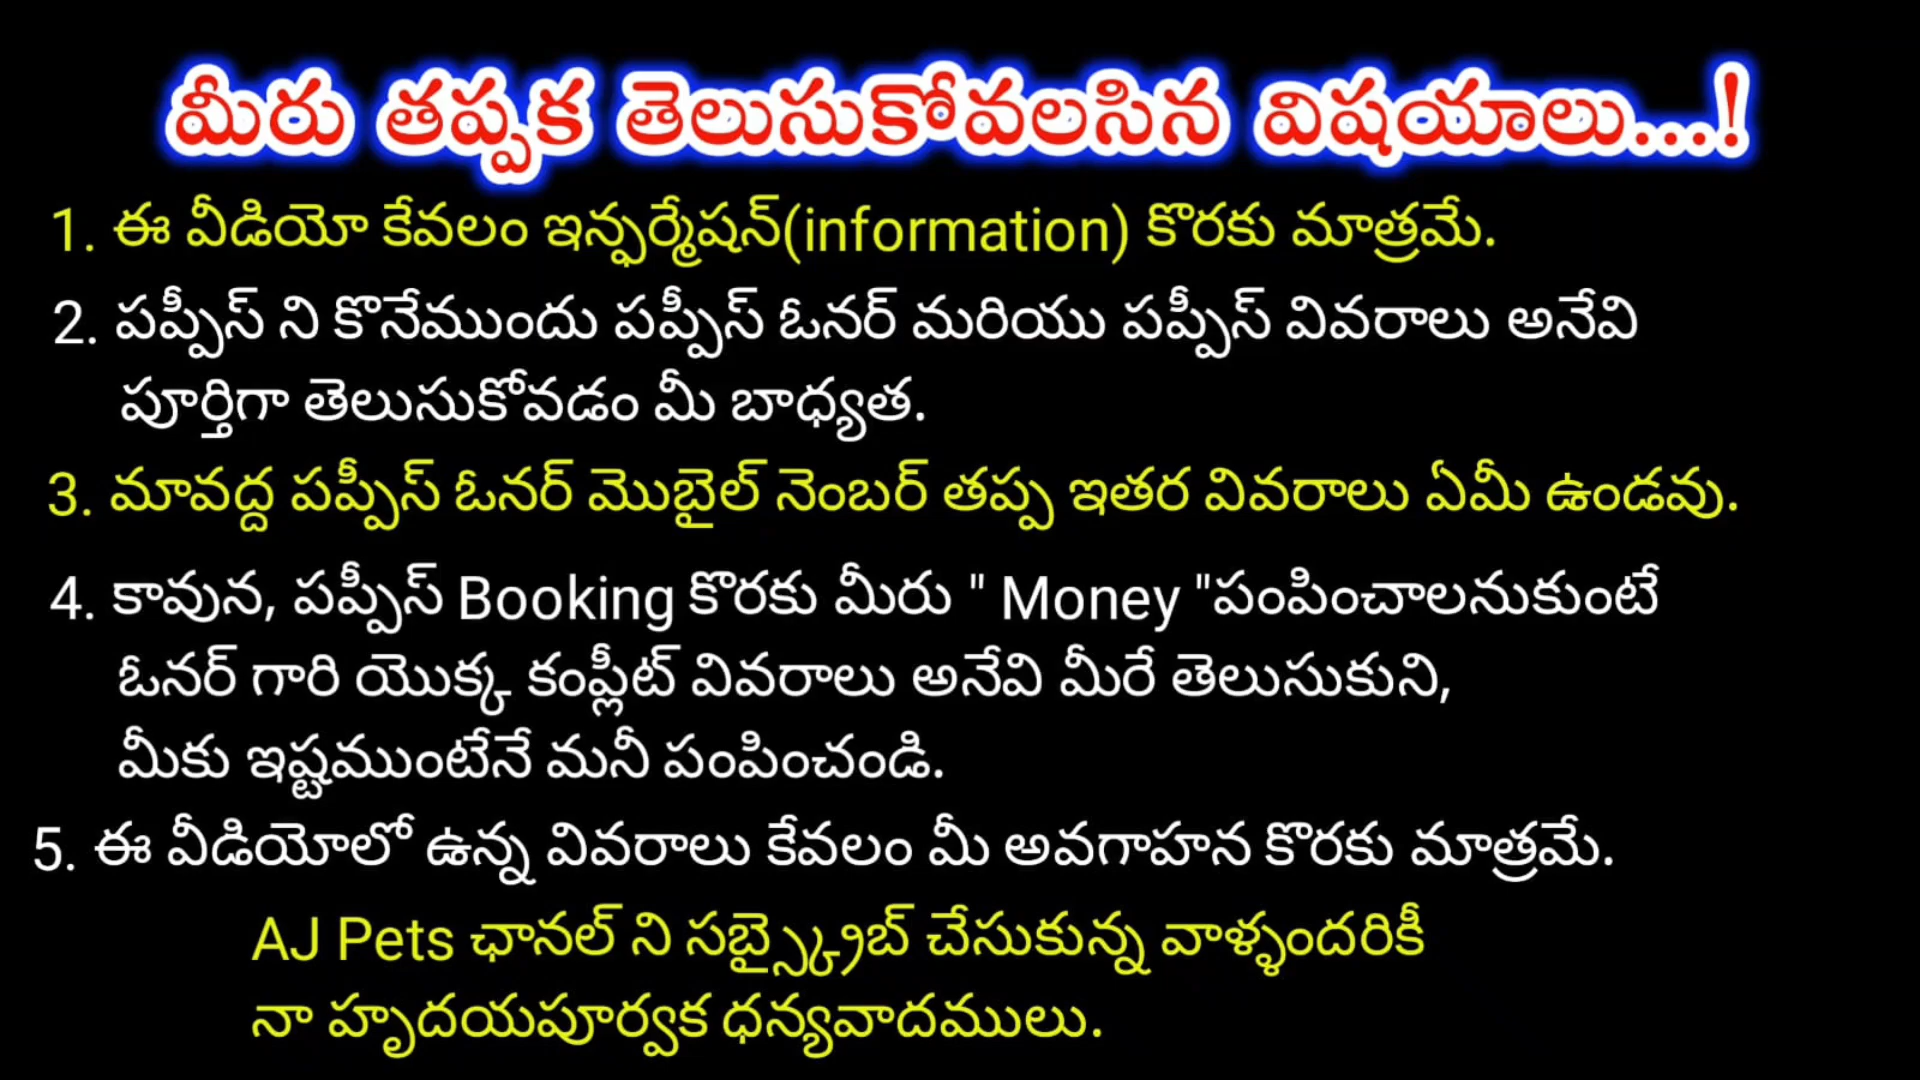 మీరు తప్పక తెలుసుకోవలసిన విషయాలు...!
1. ఈ వీడియో కేవలం ఇన్ఫర్మేషన్(information) కొరకు మాత్రమే.
2. పప్పీస్ ని కొనేముందు పప్పీస్ ఓనర్ మరియు పప్పీస్ వివరాలు అనేవి
పూర్తిగా తెలుసుకోవడం మీ బాధ్యత.
3. మావద్ద పప్పీస్ ఓనర్ మొబైల్ నెంబర్ తప్ప ఇతర వివరాలు ఏమీ ఉండవు.
4. కావున, పప్పీస్ Booking కొరకు మీరు " Money "పంపించాలనుకుంటే
ఓనర్ గారి యొక్క కంప్లీట్ వివరాలు అనేవి మీరే తెలుసుకుని,
మీకు ఇష్టముంటేనే మనీ పంపించండి.
5. ఈ వీడియోలో ఉన్న వివరాలు కేవలం మీ అవగాహన కొరకు మాత్రమే.
AJ Pets ఛానల్ ని సబ్స్క్రైబ్ చేసుకున్న వాళ్ళందరికీ
నా హృదయపూర్వక ధన్యవాదములు.